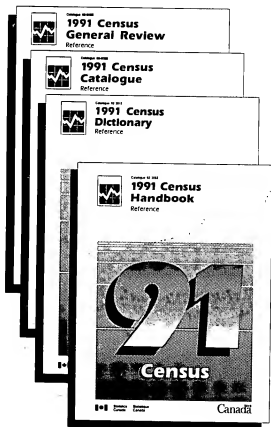 1991 Census
General Review
Reference
1991 Census
Catalogue
Reference
1991 Census
Dictionary
Reference
1991 Census
Handbook
Reference
91
Census
Statistics
Canada
Statistique
Canada
Canada